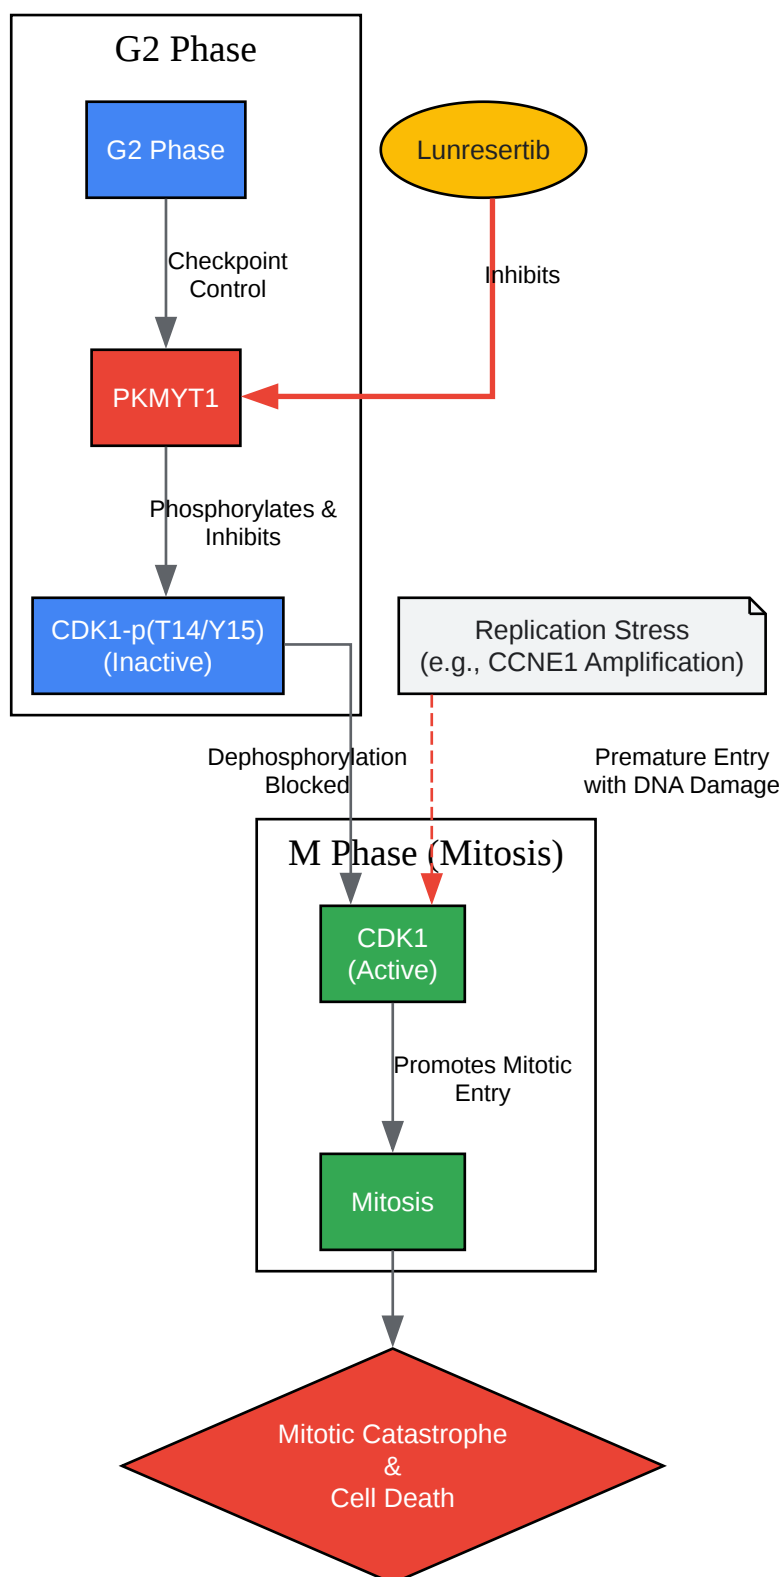 G2 Phase
G2 Phase
Lunresertib
Checkpoint
Control
Inhibits
PKMYT1
Phosphorylates &
Inhibits
CDK1-p(T14/Y15)
(Inactive)
Replication Stress
(e.g., CCNE1 Amplification)
Dephosphorylation
Blocked
Premature Entry
with DNA Damage
M Phase (Mitosis)
CDK1
(Active)
Promotes Mitotic
Entry
Mitosis
Mitotic Catastrophe
&
Cell Death